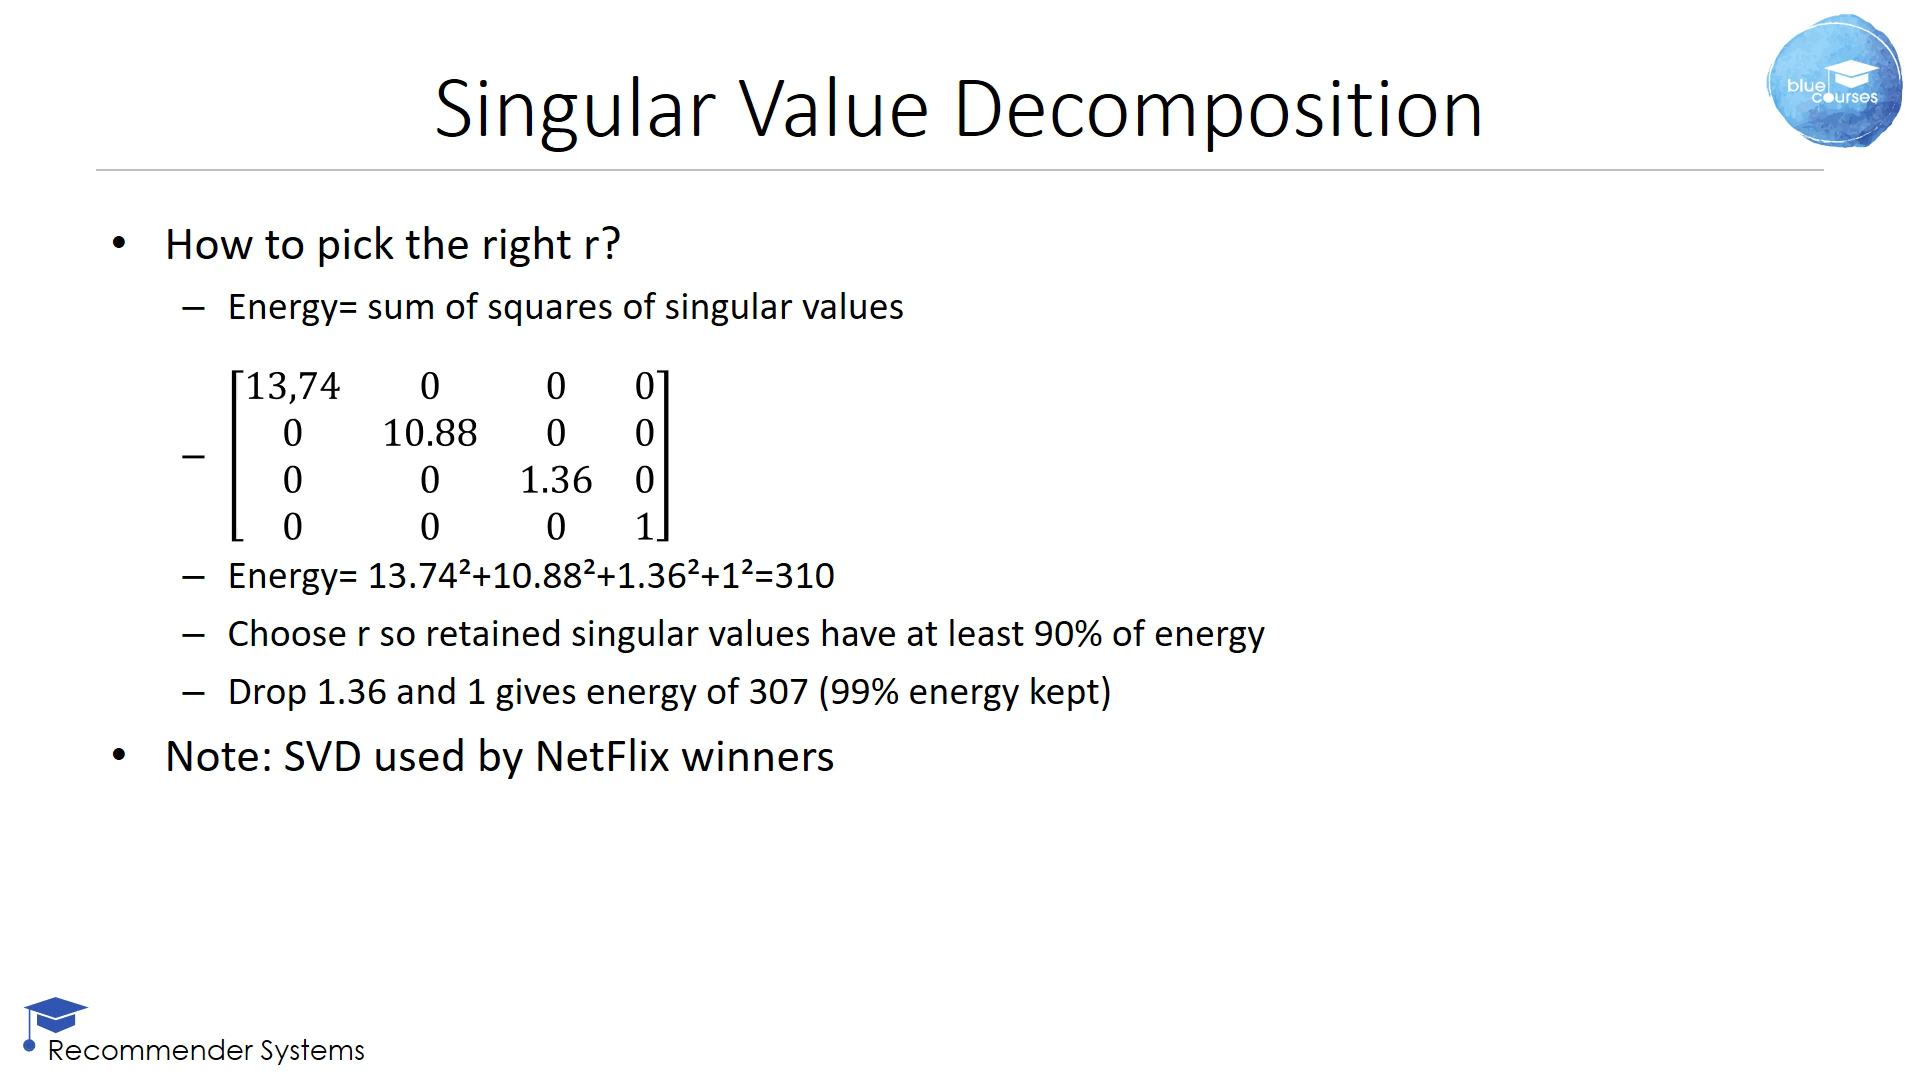 Singular Value Decomposition
blue
courses
• How to pick the right r?
– Energy= sum of squares of singular values
– [13,74 0 0 0
0 10.88 0 0
0 0 1.36 0
0 0 0 1]
– Energy= 13.74²+10.88²+1.36²+1²=310
– Choose r so retained singular values have at least 90% of energy
– Drop 1.36 and 1 gives energy of 307 (99% energy kept)
• Note: SVD used by NetFlix winners
Recommender Systems